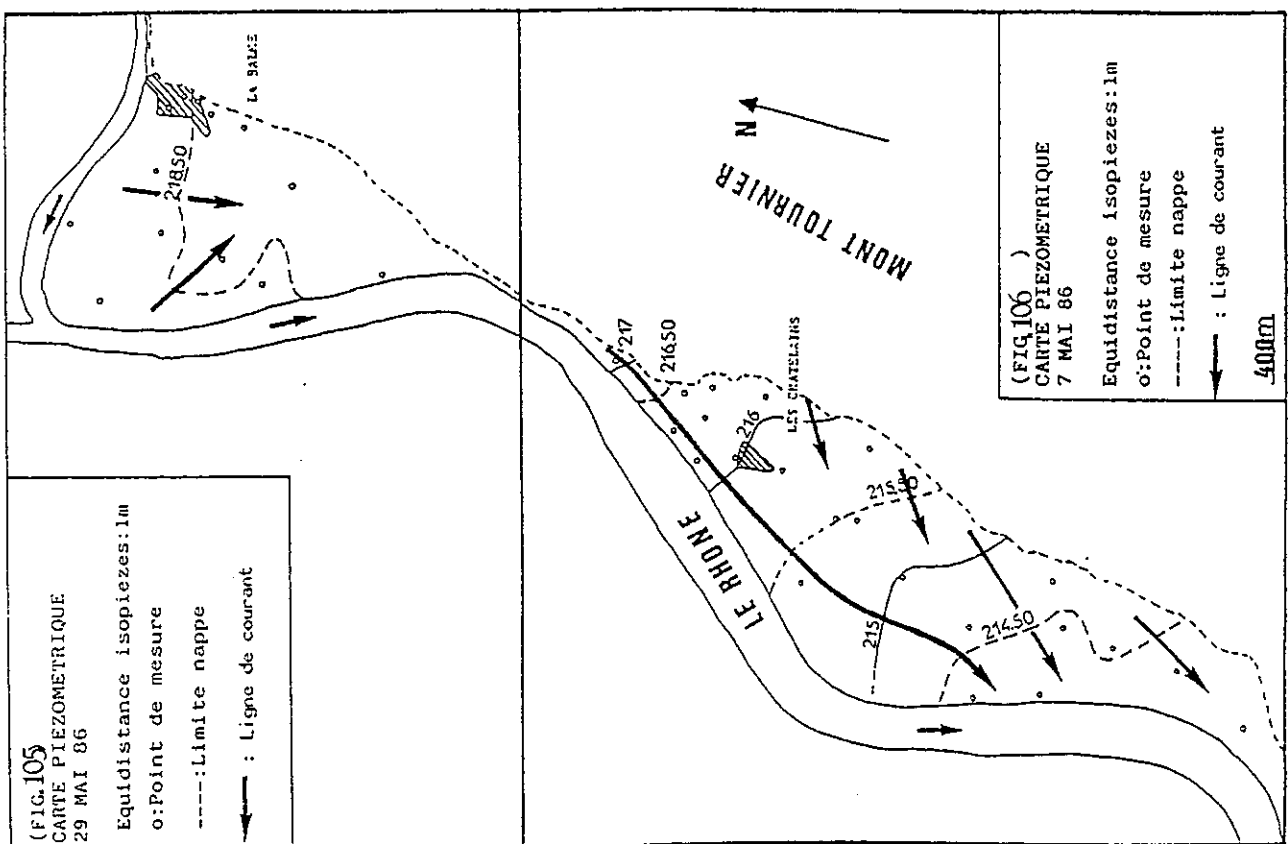 (FIG.105)
CARTE PIEZOMETRIQUE
29 MAI 86
Equidistance isopiezes:1m
o:Point de mesure
----:Limite nappe
: Ligne de courant
LA BALME
218.50
(FIG.106 )
CARTE PIEZOMETRIQUE
7 MAI 86
Equidistance isopiezes:1m
o:Point de mesure
----:Limite nappe
: Ligne de courant
400m
N
MONT TOURNIER
217
216.50
LES CHATELAINS
216
215.50
LE RHONE
215
214.50